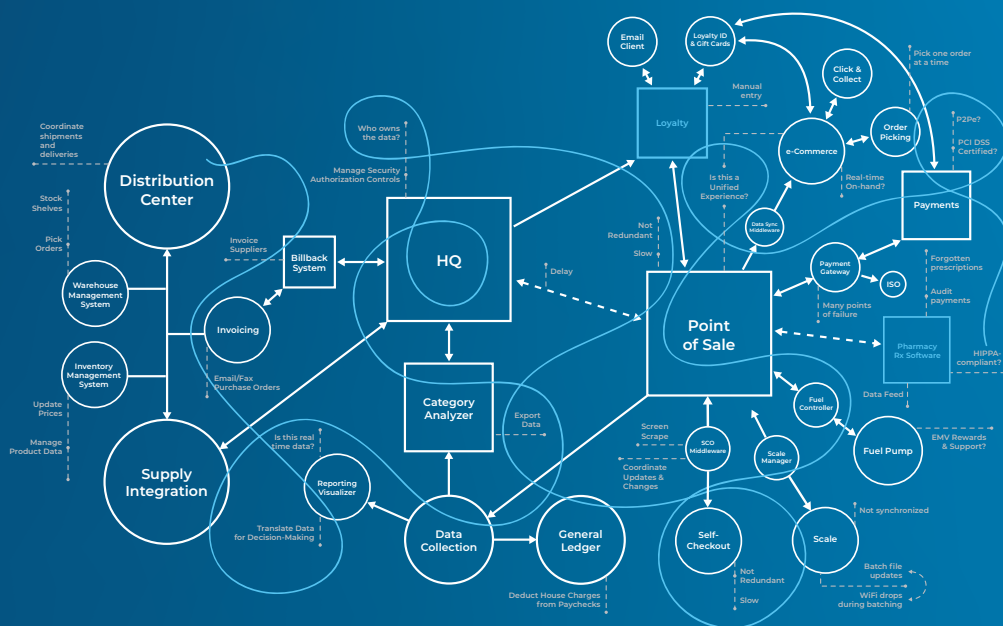 Coordinate
shipments
and
deliveries
Distribution
Center
Stock
Shelves
Pick
Orders
Warehouse
Management
System
Inventory
Management
System
Update
Prices
Manage
Product Data
Supply
Integration
Invoice
Suppliers
Billback
System
Invoicing
Email/Fax
Purchase Orders
Who owns
the data?
Manage Security
Authorization Controls
HQ
Delay
Category
Analyzer
Export
Data
Is this real
time data?
Reporting
Visualizer
Translate Data
for Decision-Making
Data
Collection
General
Ledger
Deduct House Charges
from Paychecks
Email
Client
Loyalty ID
& Gift Cards
Manual
entry
Loyalty
Click &
Collect
Pick one order
at a time
Order
Picking
e-Commerce
Real-time
On-hand?
P2Pe?
PCI DSS
Certified?
Payments
Is this a
Unified
Experience?
Data Sync
Middleware
Not
Redundant
Slow
Point
of Sale
Payment
Gateway
ISO
Many points
of failure
Forgotten
prescriptions
Audit
payments
Pharmacy
Rx Software
HIPPA-
compliant?
Data Feed
Fuel
Controller
Fuel Pump
EMV Rewards
& Support?
Screen
Scrape
SCO
Middleware
Coordinate
Updates &
Changes
Scale
Manager
Self-
Checkout
Not
Redundant
Slow
Scale
Not synchronized
Batch file
updates
WiFi drops
during batching